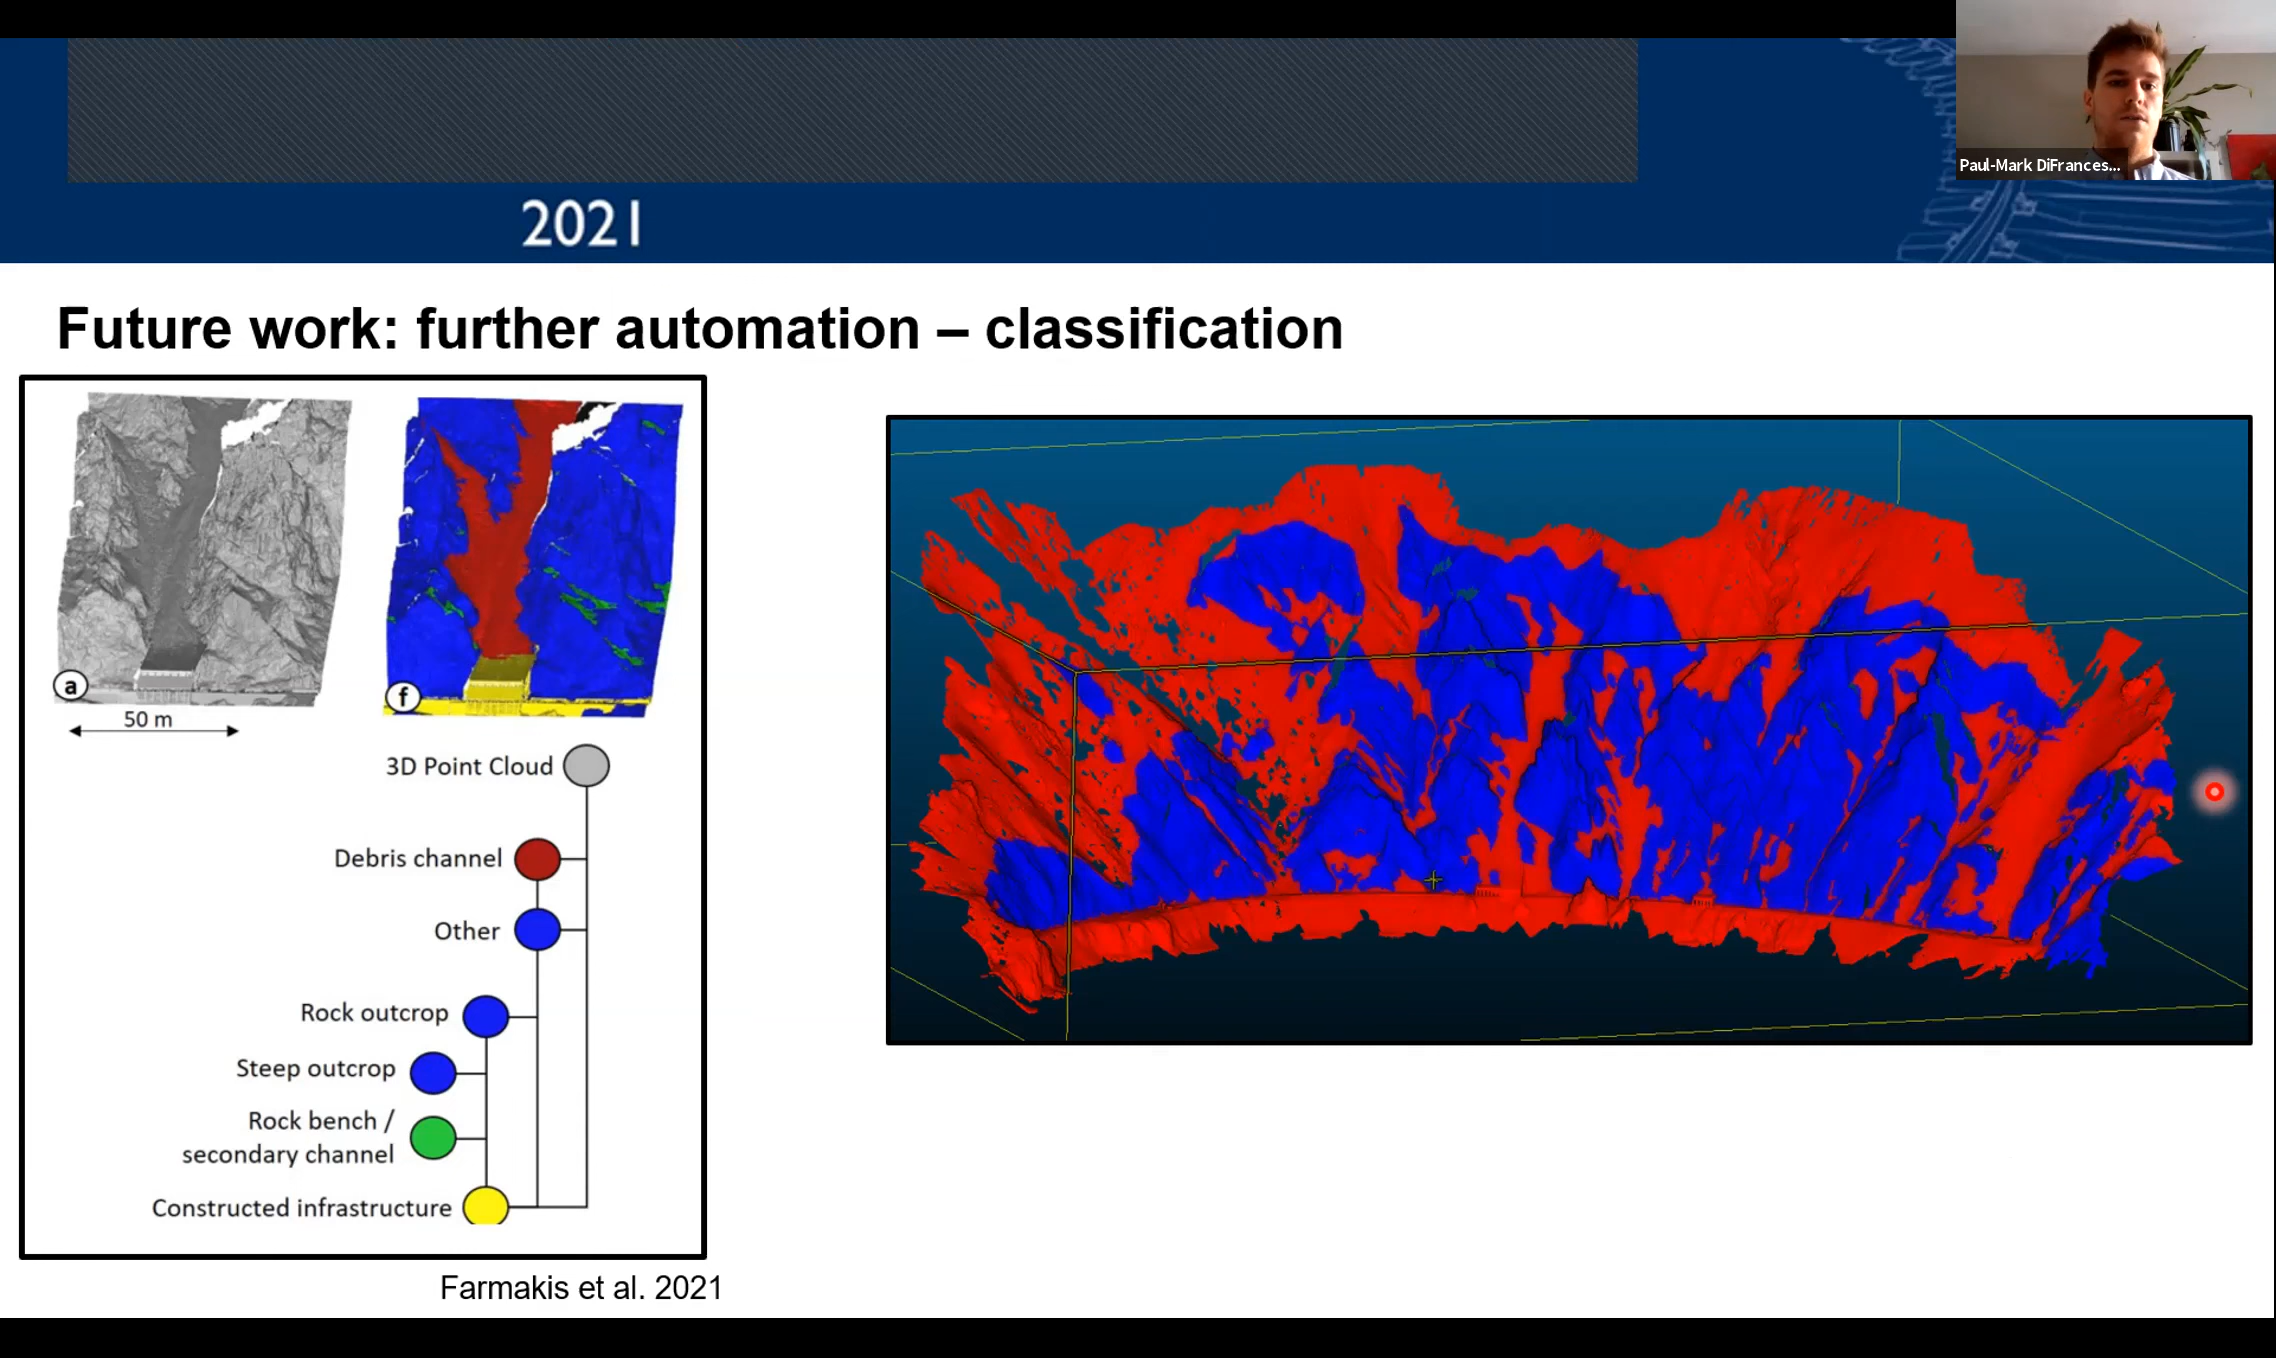 Paul-Mark DiFrances...
2021
Future work: further automation – classification
a
f
50 m
3D Point Cloud
Debris channel
Other
Rock outcrop
Steep outcrop
Rock bench /
secondary channel
Constructed infrastructure
Farmakis et al. 2021